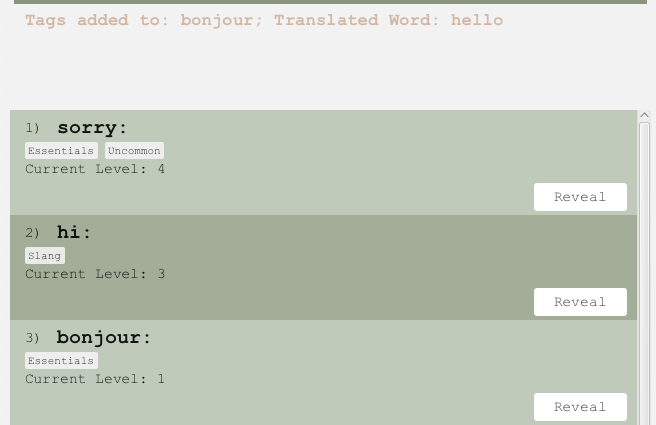 Tags added to: bonjour; Translated Word: hello
1) sorry:
Essentials Uncommon
Current Level: 4
Reveal
2) hi:
Slang
Current Level: 3
Reveal
3) bonjour:
Essentials
Current Level: 1
Reveal